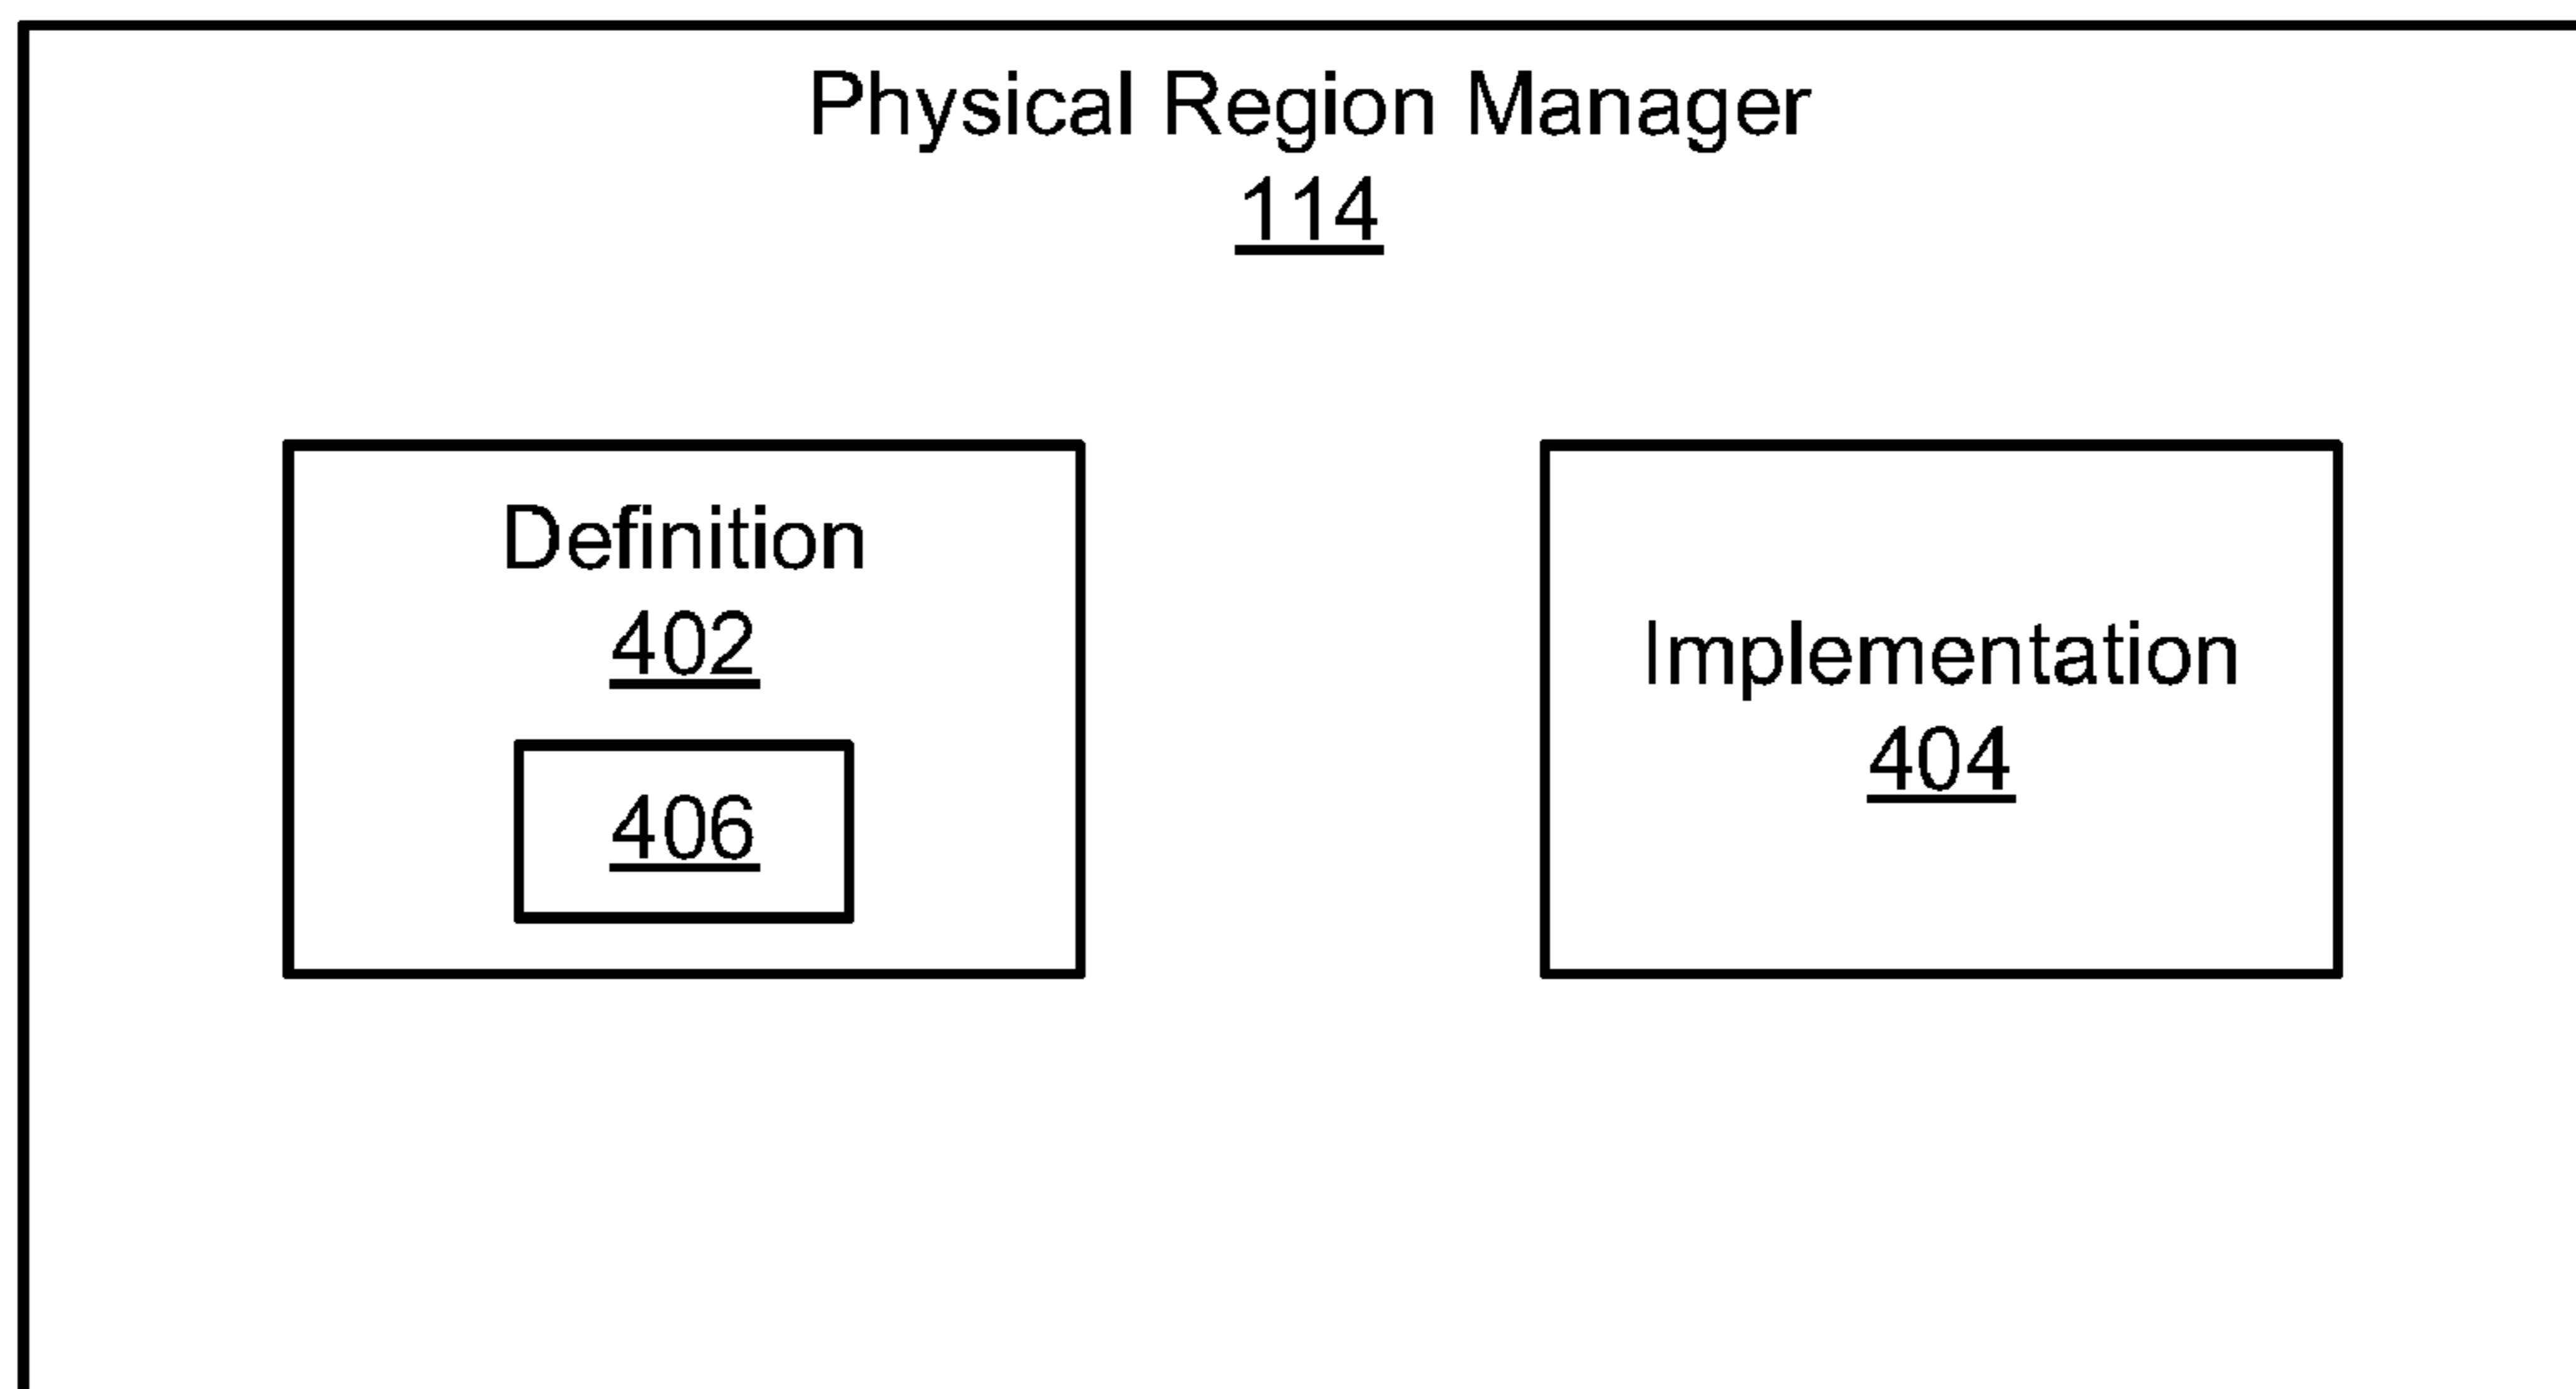 Physical Region Manager
114
Definition
402
406
Implementation
404